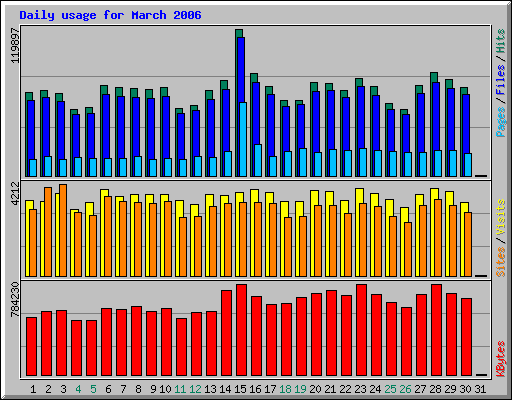 Daily usage for March 2006
119897
Pages / Files / Hits
4212
Sites / Visits
784230
KBytes
1 2 3 4 5 6 7 8 9 10 11 12 13 14 15 16 17 18 19 20 21 22 23 24 25 26 27 28 29 30 31